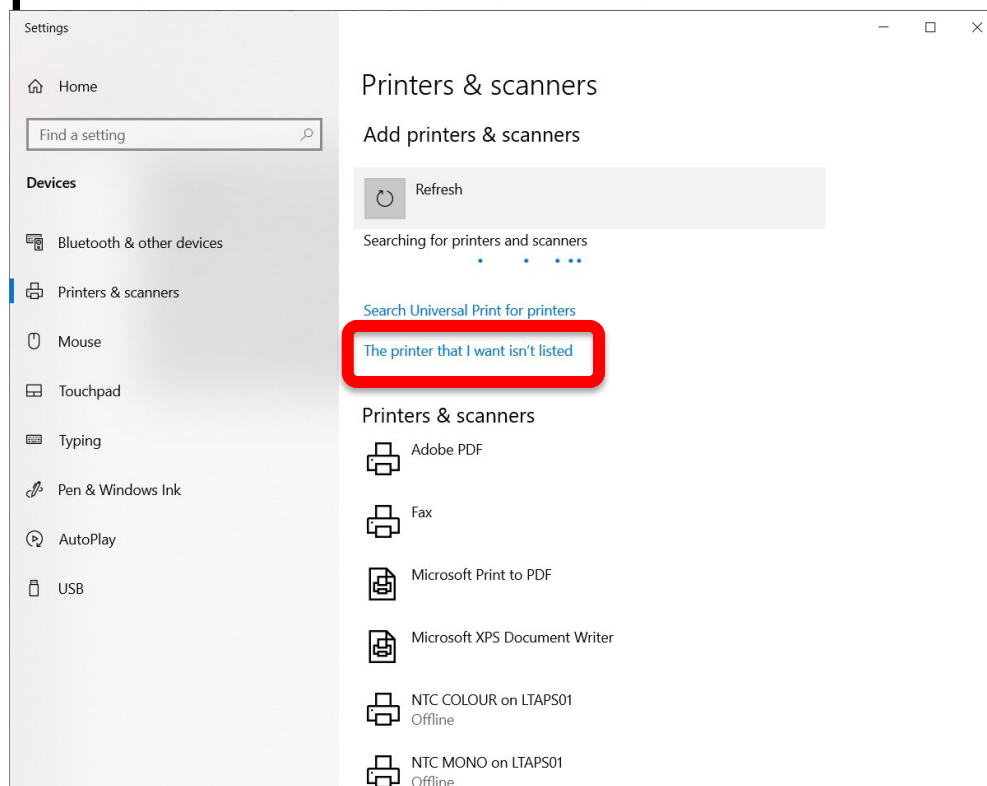 Settings
Home
Find a setting
Devices
Bluetooth & other devices
Printers & scanners
Mouse
Touchpad
Typing
Pen & Windows Ink
AutoPlay
USB
Printers & scanners
Add printers & scanners
Refresh
Searching for printers and scanners
Search Universal Print for printers
The printer that I want isn't listed
Printers & scanners
Adobe PDF
Fax
Microsoft Print to PDF
Microsoft XPS Document Writer
NTC COLOUR on LTAPS01
Offline
NTC MONO on LTAPS01
Offline